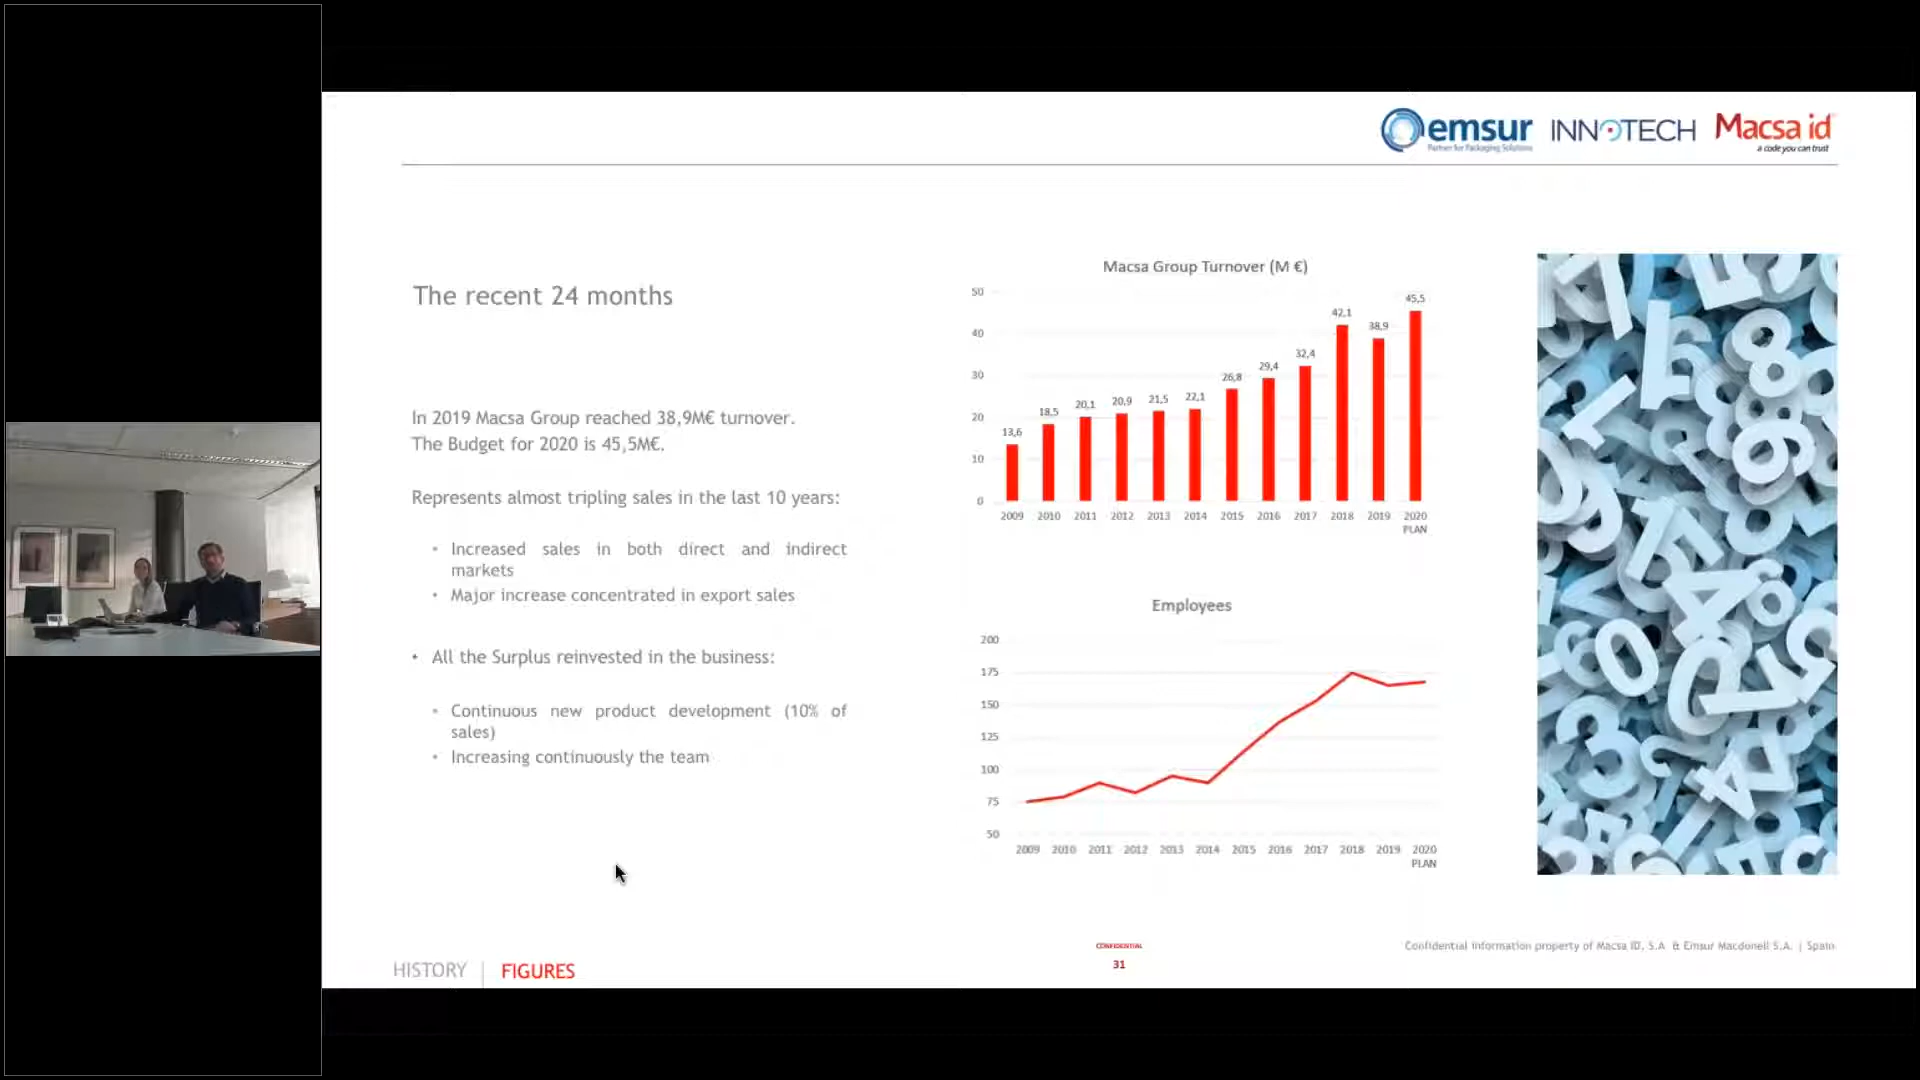 emsur
Partner for Packaging Solutions
INNOTECH
Macsa id
a code you can trust
The recent 24 months
In 2019 Macsa Group reached 38,9M€ turnover.
The Budget for 2020 is 45,5M€.
Represents almost tripling sales in the last 10 years:
• Increased sales in both direct and indirect
markets
• Major increase concentrated in export sales
• All the Surplus reinvested in the business:
• Continuous new product development (10% of
sales)
• Increasing continuously the team
Macsa Group Turnover (M €)
50
40
30
20
10
0
13,6
18,5
20,1
20,9
21,5
22,1
26,8
29,4
32,4
42,1
38,9
45,5
2009 2010 2011 2012 2013 2014 2015 2016 2017 2018 2019 2020
PLAN
Employees
200
175
150
125
100
75
50
2009 2010 2011 2012 2013 2014 2015 2016 2017 2018 2019 2020
PLAN
CONFIDENTIAL
31
Confidential information property of Macsa ID, S.A & Emsur Macdonell S.A. | Spain
HISTORY | FIGURES